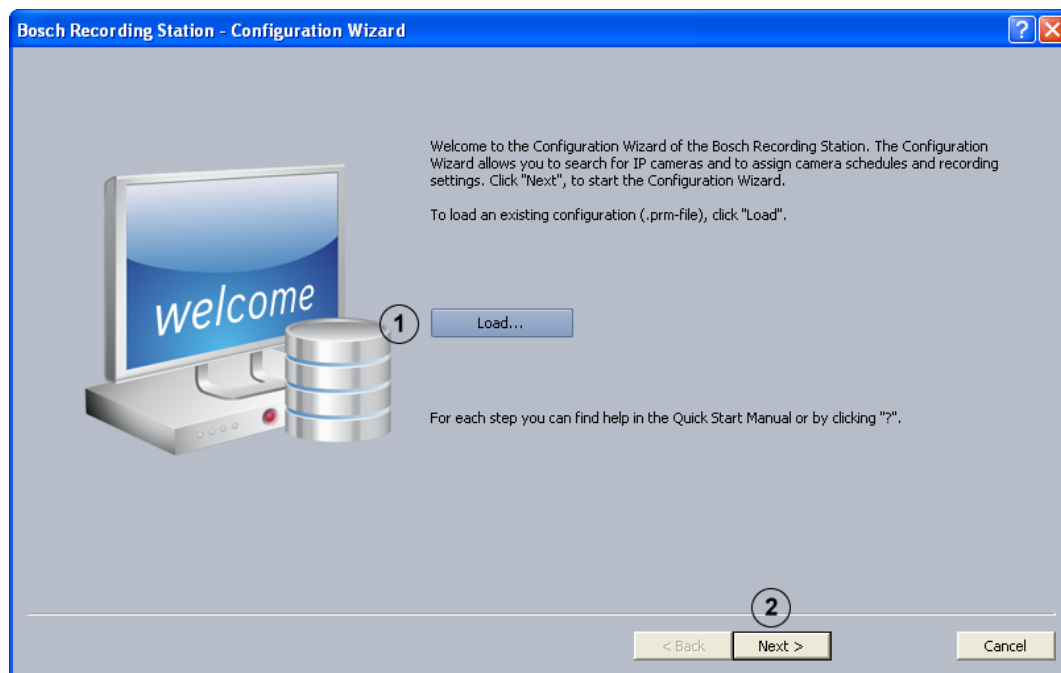 Bosch Recording Station - Configuration Wizard
?
Welcome to the Configuration Wizard of the Bosch Recording Station. The Configuration
Wizard allows you to search for IP cameras and to assign camera schedules and recording
settings. Click "Next", to start the Configuration Wizard.
To load an existing configuration (.prm-file), click "Load".
welcome
1
Load...
For each step you can find help in the Quick Start Manual or by clicking "?".
2
< Back
Next >
Cancel